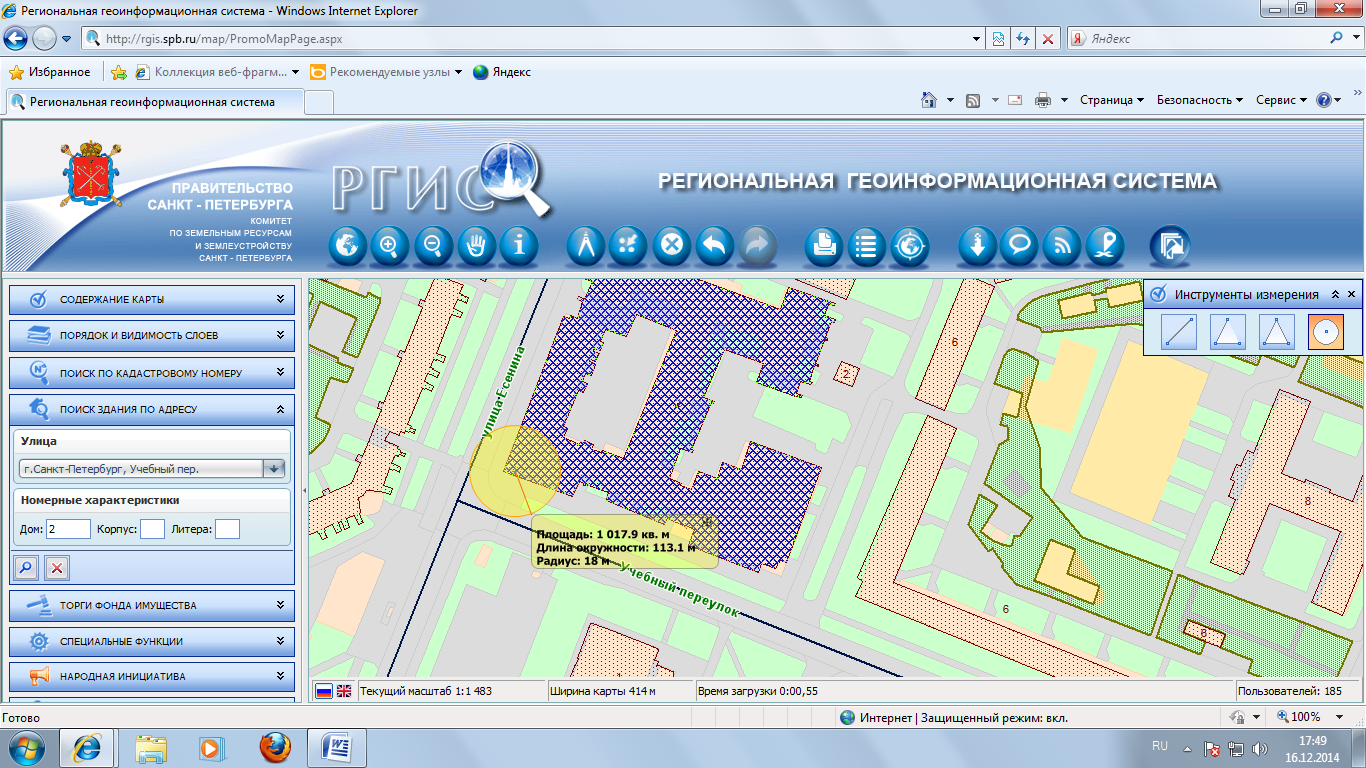 Региональная геоинформационная система - Windows Internet Explorer
http://rgis.spb.ru/map/PromoMapPage.aspx
Яндекс
Избранное
Коллекция веб-фрагм...
Рекомендуемые узлы
Яндекс
Региональная геоинформационная система
Страница
Безопасность
Сервис
ПРАВИТЕЛЬСТВО
САНКТ - ПЕТЕРБУРГА
КОМИТЕТ
ПО ЗЕМЕЛЬНЫМ РЕСУРСАМ
И ЗЕМЛЕУСТРОЙСТВУ
САНКТ - ПЕТЕРБУРГА
РГИС
РЕГИОНАЛЬНАЯ ГЕОИНФОРМАЦИОННАЯ СИСТЕМА
СОДЕРЖАНИЕ КАРТЫ
ПОРЯДОК И ВИДИМОСТЬ СЛОЕВ
ПОИСК ПО КАДАСТРОВОМУ НОМЕРУ
ПОИСК ЗДАНИЯ ПО АДРЕСУ
Улица
г.Санкт-Петербург, Учебный пер.
Номерные характеристики
Дом: 2 Корпус: Литера:
ТОРГИ ФОНДА ИМУЩЕСТВА
СПЕЦИАЛЬНЫЕ ФУНКЦИИ
НАРОДНАЯ ИНИЦИАТИВА
Инструменты измерения
улица Есенина
2
6
8
6
8
Площадь: 1 017.9 кв. м
Длина окружности: 113.1 м
Радиус: 18 м
Учебный переулок
Текущий масштаб 1:1 483
Ширина карты 414 м
Время загрузки 0:00,55
Пользователей: 185
Готово
Интернет | Защищенный режим: вкл.
100%
RU
17:49
16.12.2014